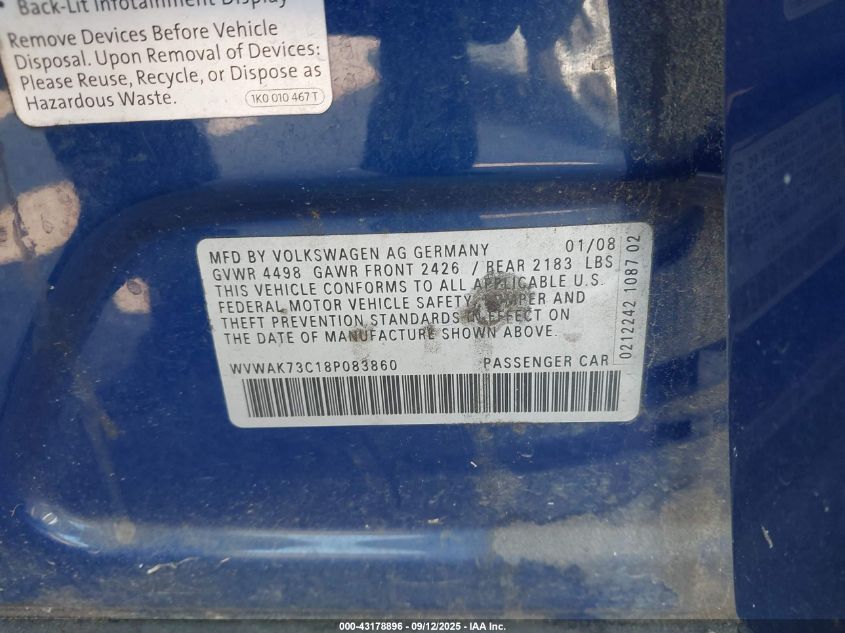 • Back-Lit Infotainment Display
Remove Devices Before Vehicle
Disposal. Upon Removal of Devices:
Please Reuse, Recycle, or Dispose as
Hazardous Waste.
1K0 010 467 T
MFD BY VOLKSWAGEN AG GERMANY 01/08
GVWR 4498 GAWR FRONT 2426 / REAR 2183 LBS
THIS VEHICLE CONFORMS TO ALL APPLICABLE U.S.
FEDERAL MOTOR VEHICLE SAFETY, BUMPER AND
THEFT PREVENTION STANDARDS IN EFFECT ON
THE DATE OF MANUFACTURE SHOWN ABOVE.
WVWAK73C18P083860 PASSENGER CAR
0212242 1087 02
000-43178896 - 09/12/2025 - IAA Inc.